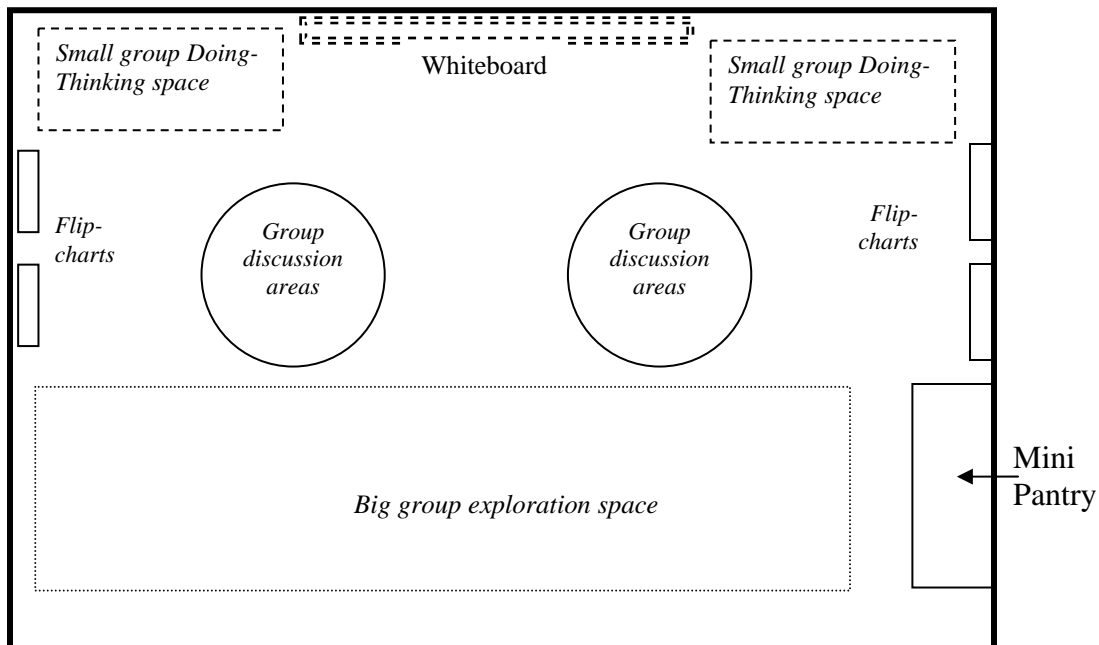 Small group Doing-
Thinking space
Whiteboard
Small group Doing-
Thinking space
Flip-
charts
Group
discussion
areas
Group
discussion
areas
Flip-
charts
Big group exploration space
Mini
Pantry